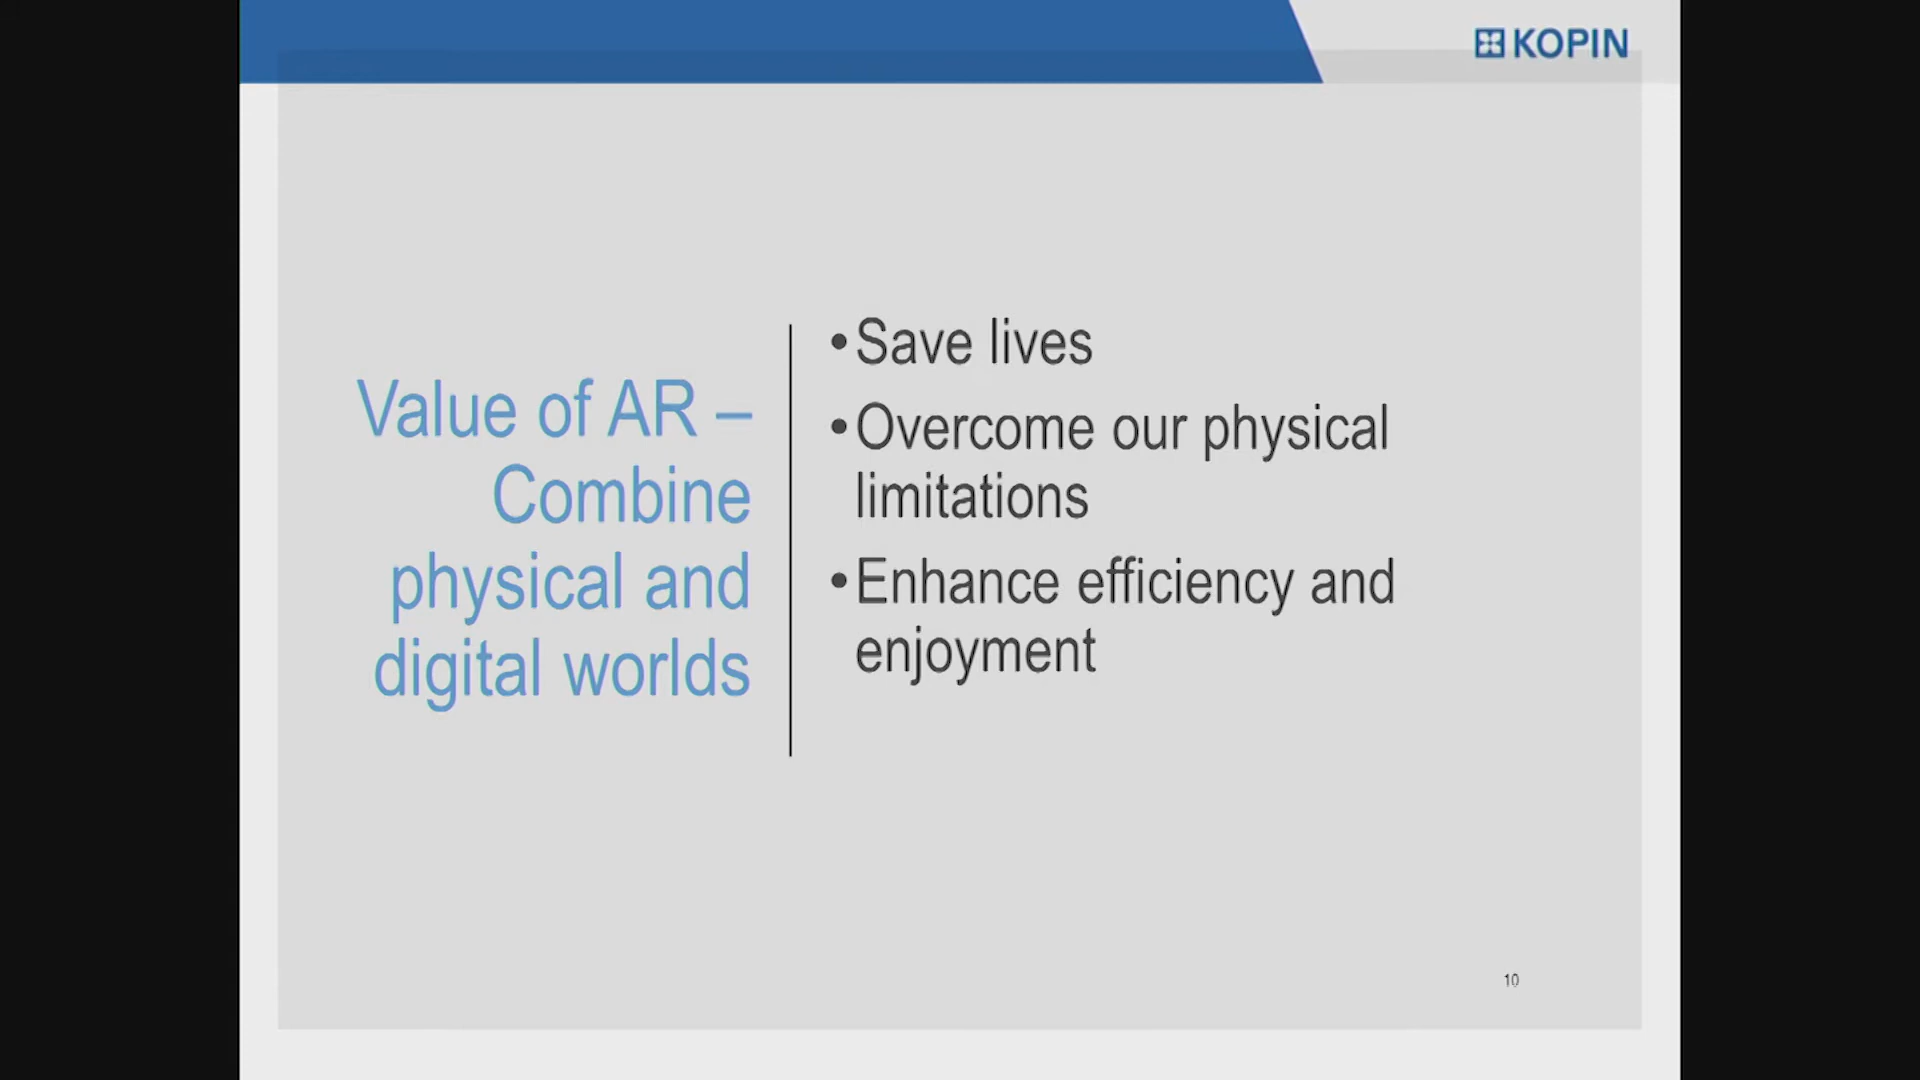 KOPIN
Value of AR –
Combine
physical and
digital worlds
•Save lives
•Overcome our physical
limitations
•Enhance efficiency and
enjoyment
10